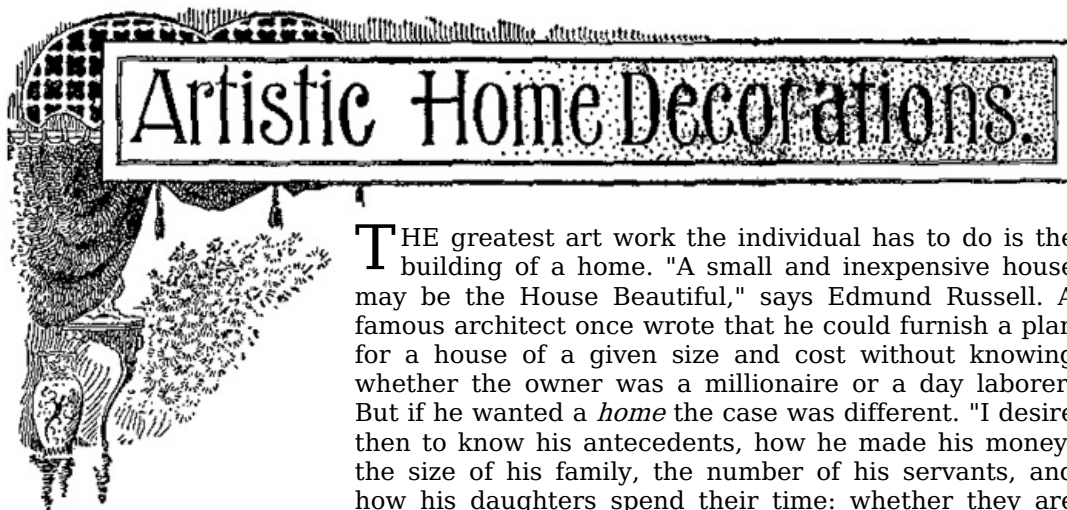 Artistic Home Decorations.
THE greatest art work the individual has to do is the
building of a home. "A small and inexpensive house
may be the House Beautiful," says Edmund Russell. A
famous architect once wrote that he could furnish a plan
for a house of a given size and cost without knowing
whether the owner was a millionaire or a day laborer.
But if he wanted a home the case was different. "I desire
then to know his antecedents, how he made his money,
the size of his family, the number of his servants, and
how his daughters spend their time: whether they are